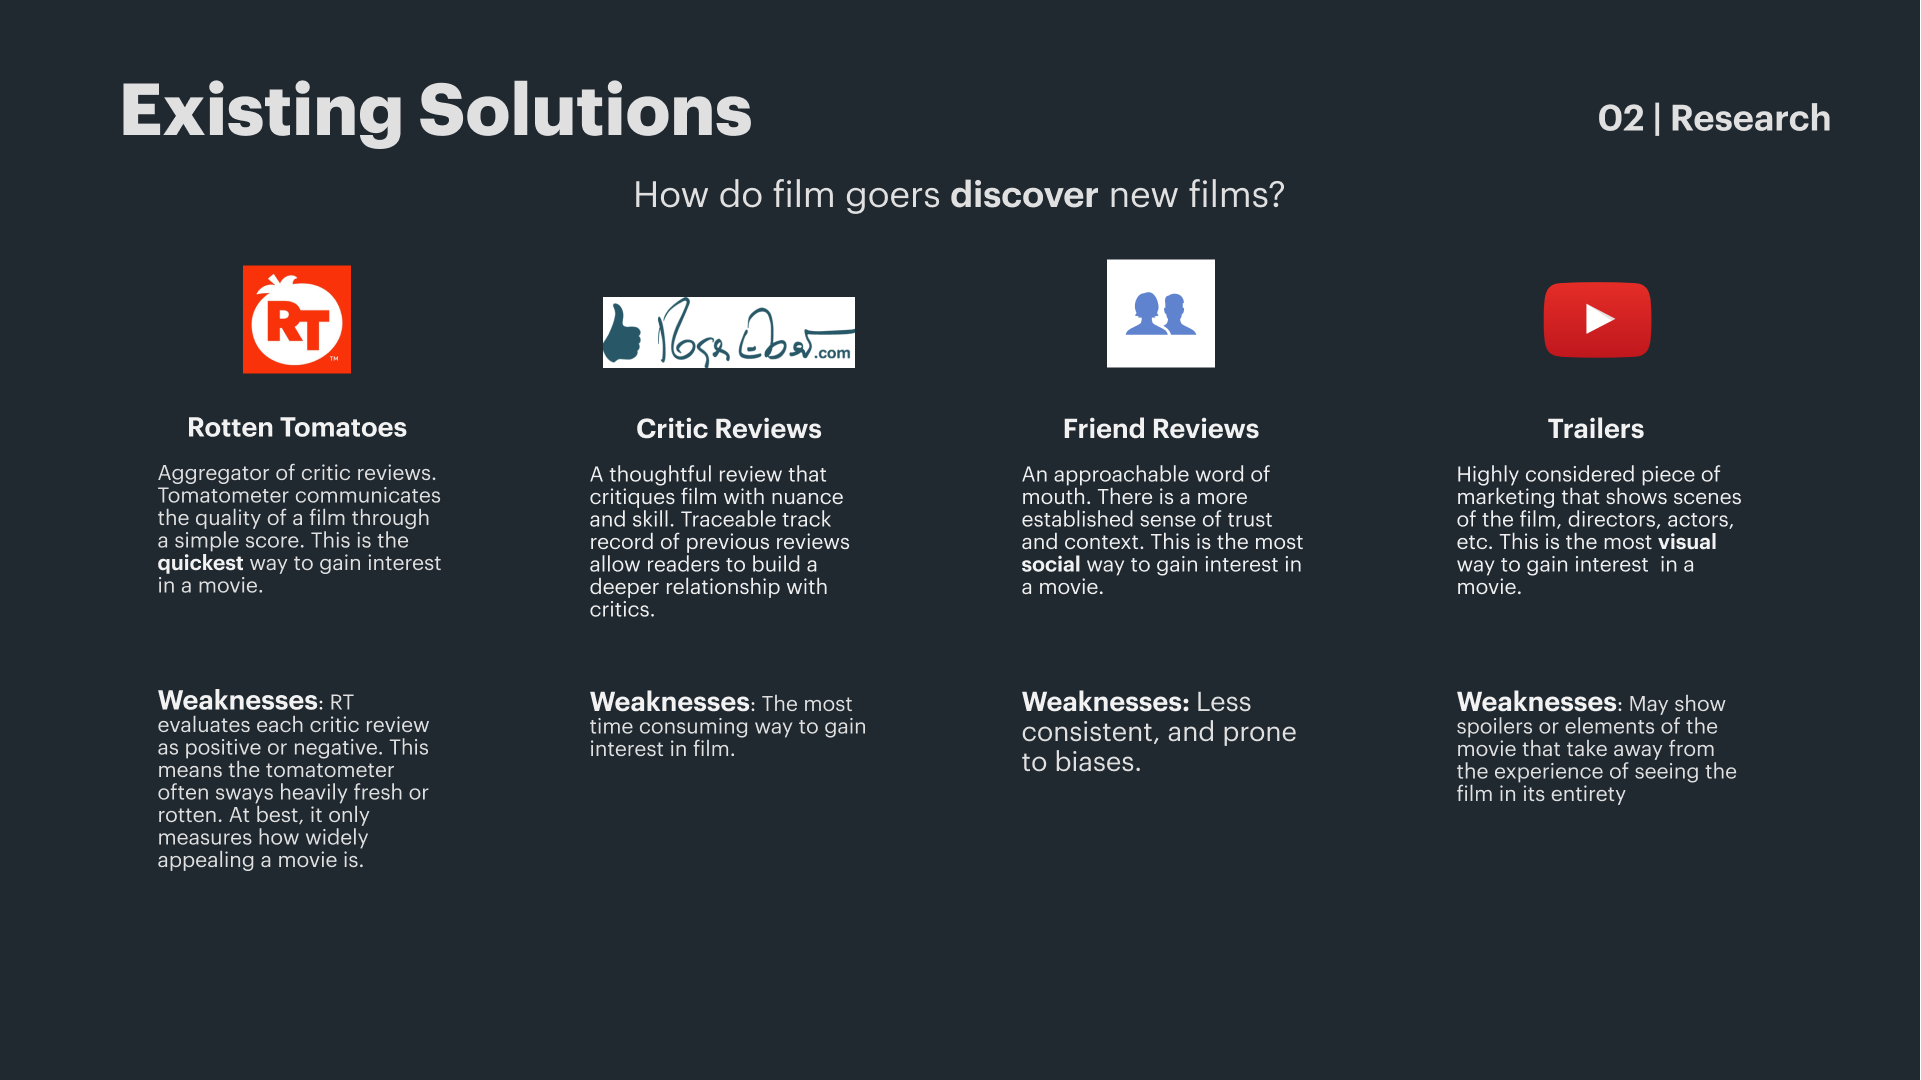 Existing Solutions
02 | Research
How do film goers discover new films?
RT
TM
Roger Ebert.com
Rotten Tomatoes
Aggregator of critic reviews.
Tomatometer communicates
the quality of a film through
a simple score. This is the
quickest way to gain interest
in a movie.
Weaknesses: RT
evaluates each critic review
as positive or negative. This
means the tomatometer
often sways heavily fresh or
rotten. At best, it only
measures how widely
appealing a movie is.
Critic Reviews
A thoughtful review that
critiques film with nuance
and skill. Traceable track
record of previous reviews
allow readers to build a
deeper relationship with
critics.
Weaknesses: The most
time consuming way to gain
interest in film.
Friend Reviews
An approachable word of
mouth. There is a more
established sense of trust
and context. This is the most
social way to gain interest in
a movie.
Weaknesses: Less
consistent, and prone
to biases.
Trailers
Highly considered piece of
marketing that shows scenes
of the film, directors, actors,
etc. This is the most visual
way to gain interest  in a
movie.
Weaknesses: May show
spoilers or elements of the
movie that take away from
the experience of seeing the
film in its entirety